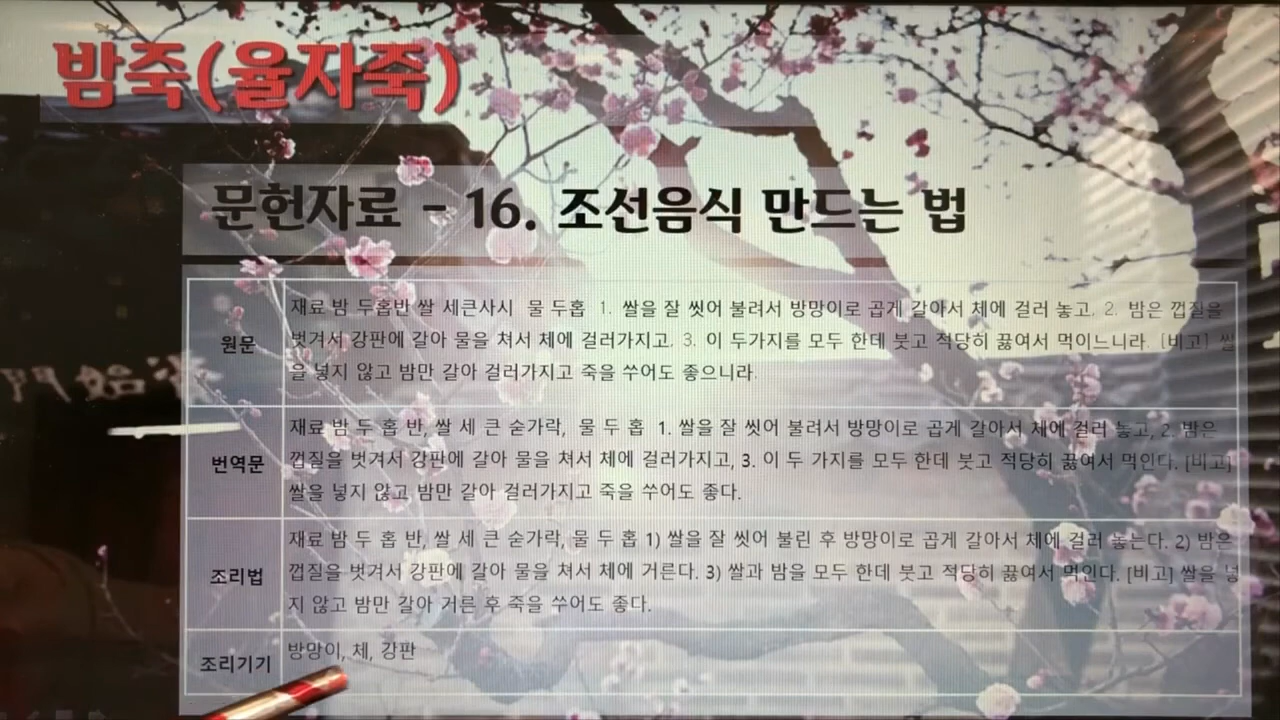 밤죽(율자죽)
문헌자료 - 16. 조선음식 만드는 법
원문
재료 밤 두홉반 쌀 세큰사시 물 두홉 1. 쌀을 잘 씻어 불려서 방망이로 곱게 갈아서 체에 걸러 놓고, 2. 밤은 껍질을
벗겨서 강판에 갈아 물을 쳐서 체에 걸러가지고, 3. 이 두가지를 모두 한데 붓고 적당히 끓여서 먹이느니라. [비고] 쌀
을 넣지 않고 밤만 갈아 걸러가지고 죽을 쑤어도 좋으니라.
번역문
재료 밤 두 홉 반, 쌀 세 큰 숟가락, 물 두 홉 1. 쌀을 잘 씻어 불려서 방망이로 곱게 갈아서 체에 걸러 놓고, 2. 밤은
껍질을 벗겨서 강판에 갈아 물을 쳐서 체에 걸러가지고, 3. 이 두 가지를 모두 한데 붓고 적당히 끓여서 먹인다. [비고]
쌀을 넣지 않고 밤만 갈아 걸러가지고 죽을 쑤어도 좋다.
조리법
재료 밤 두 홉 반, 쌀 세 큰 숟가락, 물 두 홉 1) 쌀을 잘 씻어 불린 후 방망이로 곱게 갈아서 체에 걸러 놓는다. 2) 밤은
껍질을 벗겨서 강판에 갈아 물을 쳐서 체에 거른다. 3) 쌀과 밤을 모두 한데 붓고 적당히 끓여서 먹인다. [비고] 쌀을 넣
지 않고 밤만 갈아 거른 후 죽을 쑤어도 좋다.
조리기기
방망이, 체, 강판